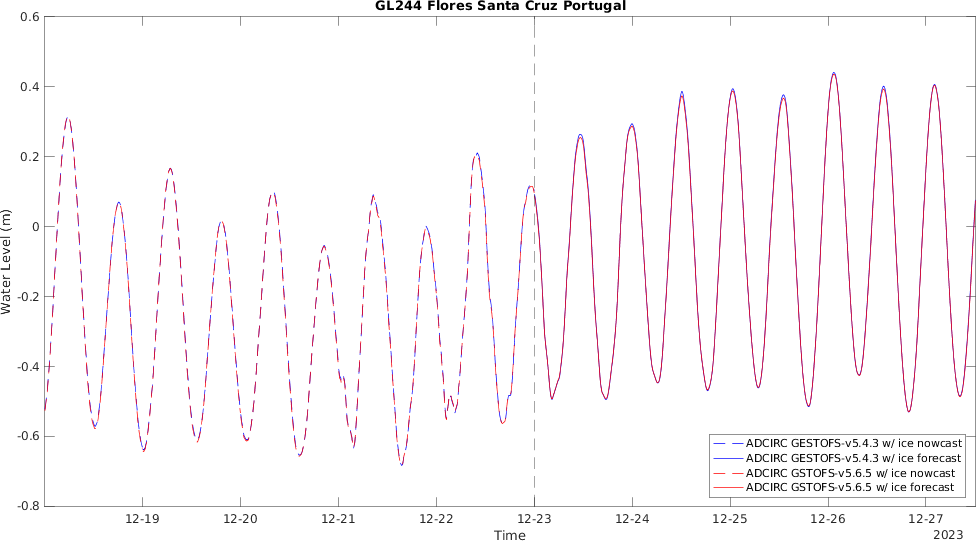 GL244 Flores Santa Cruz Portugal
0.6
0.4
0.2
0
-0.2
-0.4
-0.6
-0.8
Water Level (m)
ADCIRC GESTOFS-v5.4.3 w/ ice nowcast
ADCIRC GESTOFS-v5.4.3 w/ ice forecast
ADCIRC GSTOFS-v5.6.5 w/ ice nowcast
ADCIRC GSTOFS-v5.6.5 w/ ice forecast
12-19 12-20 12-21 12-22 12-23 12-24 12-25 12-26 12-27
Time
2023